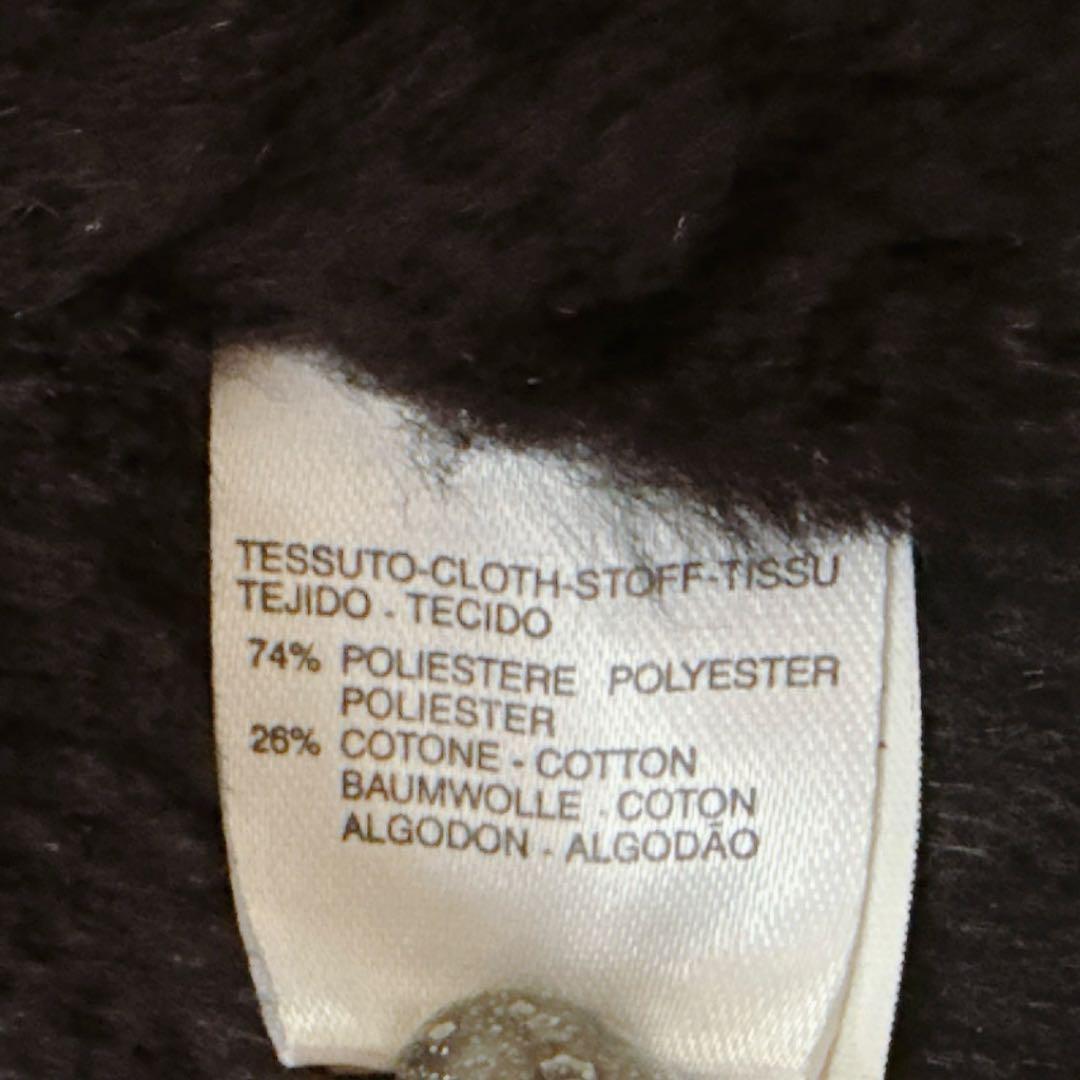 TESSUTO-CLOTH-STOFF-TISSU
TEJIDO - TECIDO
74% POLIESTERE POLYESTER
POLIESTER
26% COTONE - COTTON
BAUMWOLLE - COTON
ALGODON - ALGODÃO